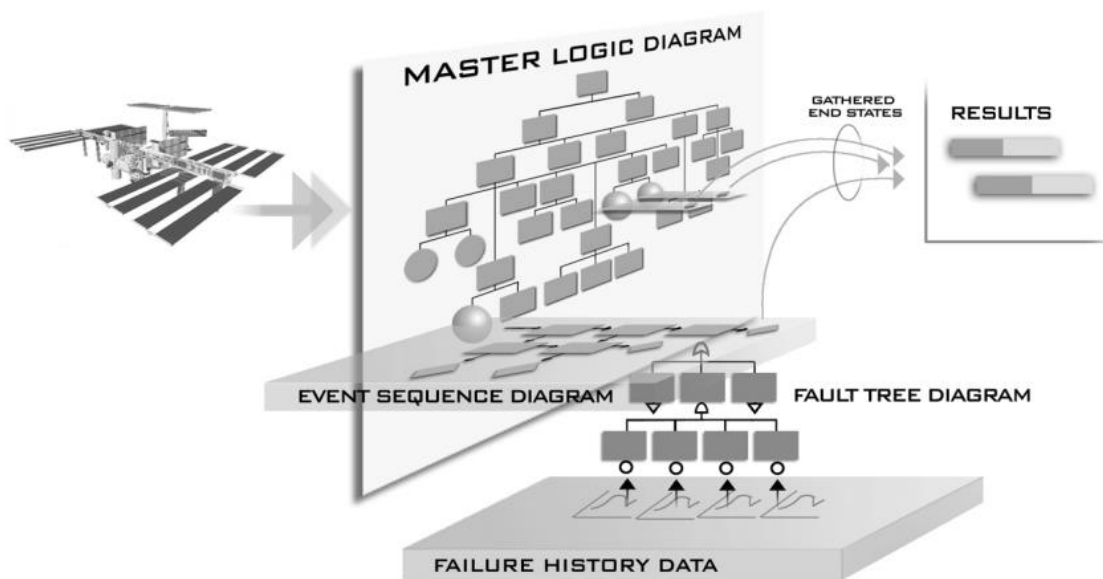 MASTER LOGIC DIAGRAM
GATHERED
END STATES
RESULTS
EVENT SEQUENCE DIAGRAM
FAULT TREE DIAGRAM
FAILURE HISTORY DATA